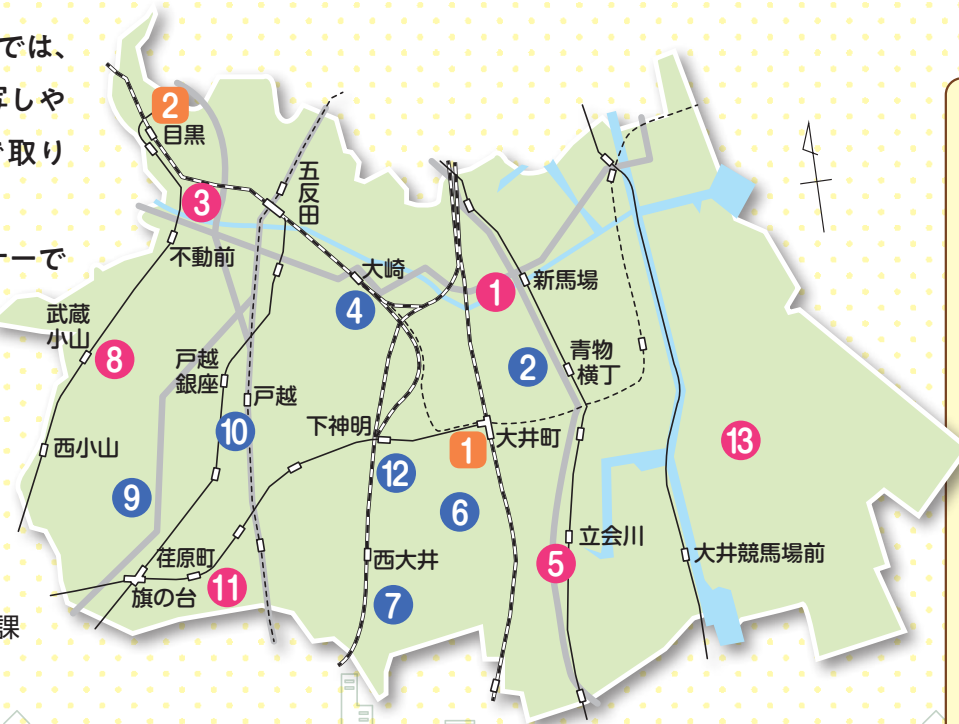 では、
写しや
で取り
ナーで
課
2
目黒
五反田
3
不動前
大崎
4
1
新馬場
武蔵
小山
8
戸越
銀座
戸越
10
2
青物
横丁
下神明
大井町
1
西小山
9
12
6
13
荏原町
旗の台
11
西大井
7
5
立会川
大井競馬場前